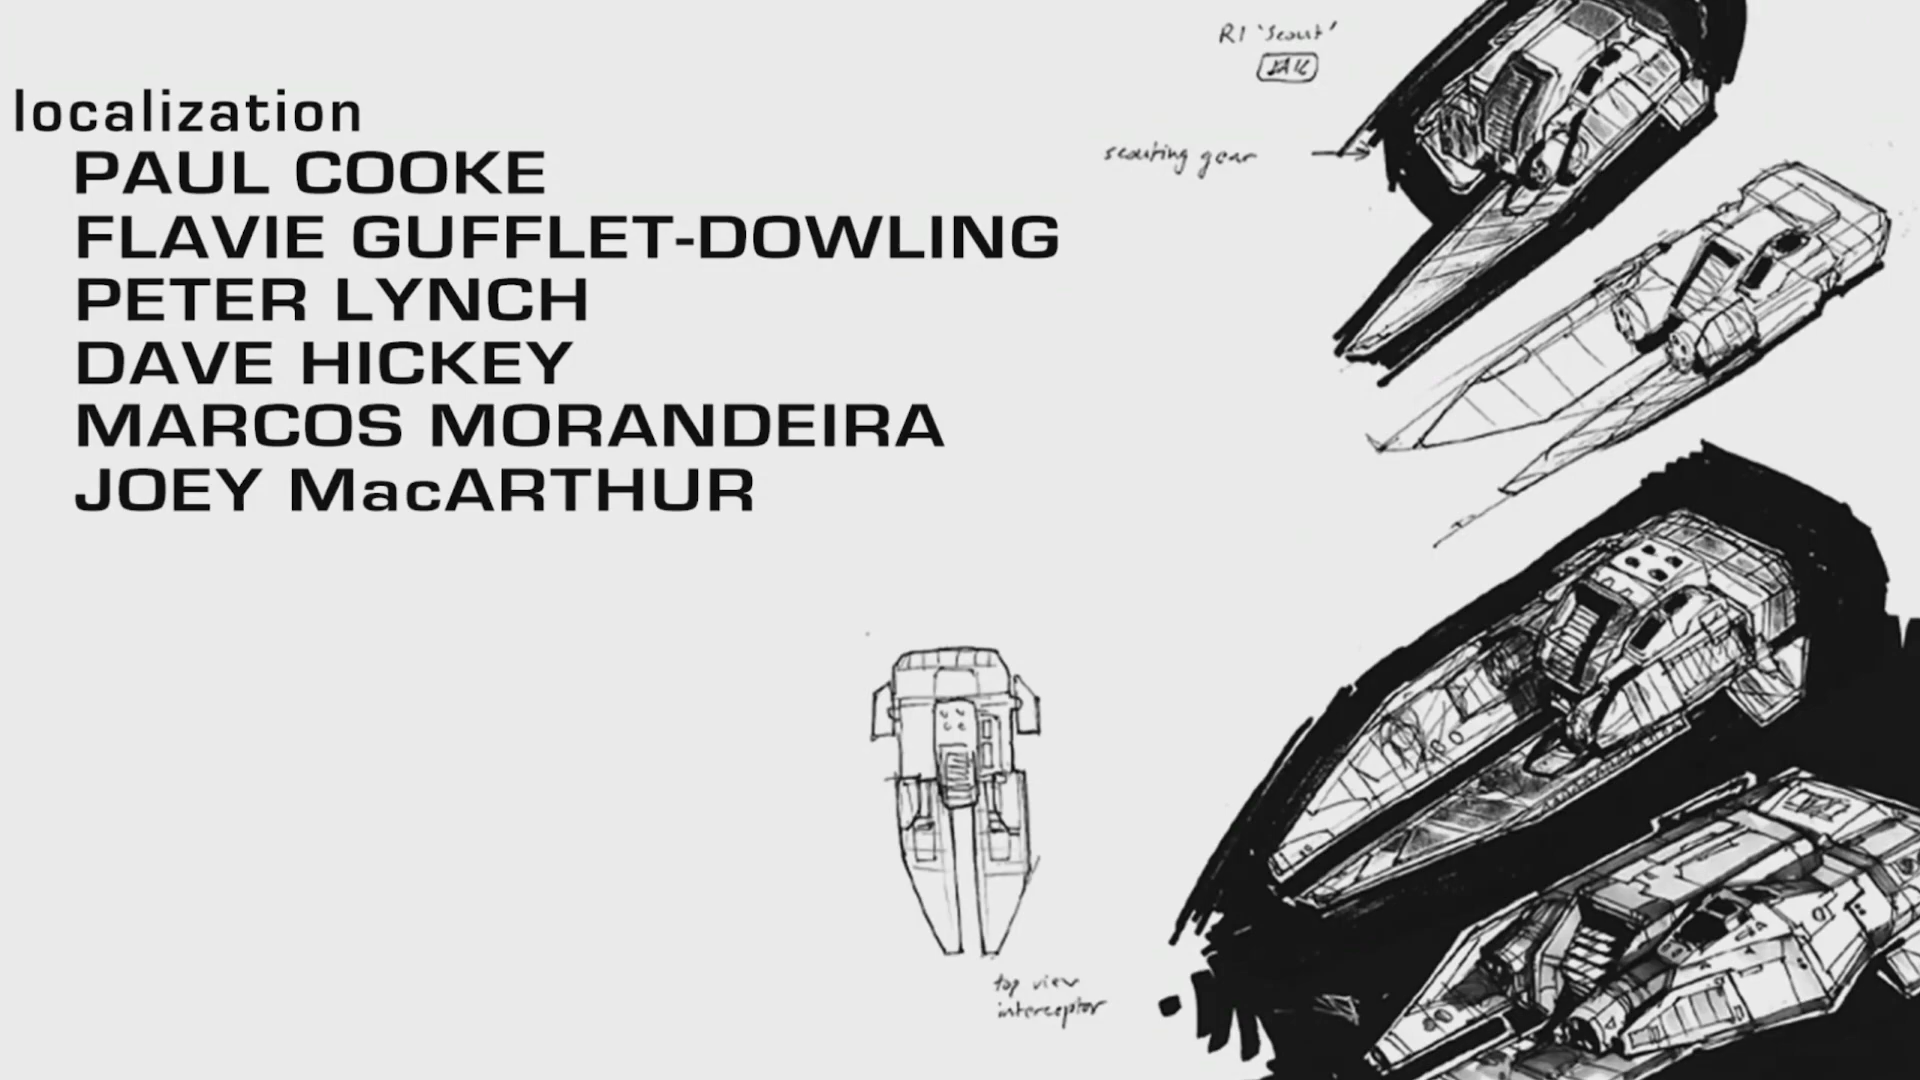 localization
PAUL COOKE
FLAVIE GUFFLET-DOWLING
PETER LYNCH
DAVE HICKEY
MARCOS MORANDEIRA
JOEY MacARTHUR
R1 'Scout'
scouting gear
top view
interceptor